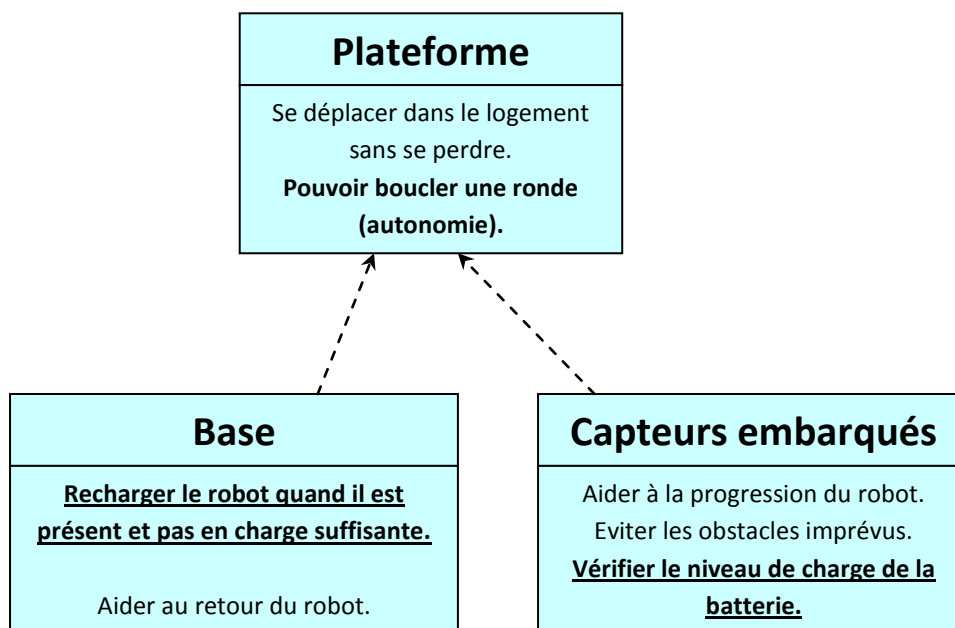 Plateforme
Se déplacer dans le logement
sans se perdre.
Pouvoir boucler une ronde
(autonomie).
Base
Recharger le robot quand il est
présent et pas en charge suffisante.
Aider au retour du robot.
Capteurs embarqués
Aider à la progression du robot.
Eviter les obstacles imprévus.
Vérifier le niveau de charge de la
batterie.